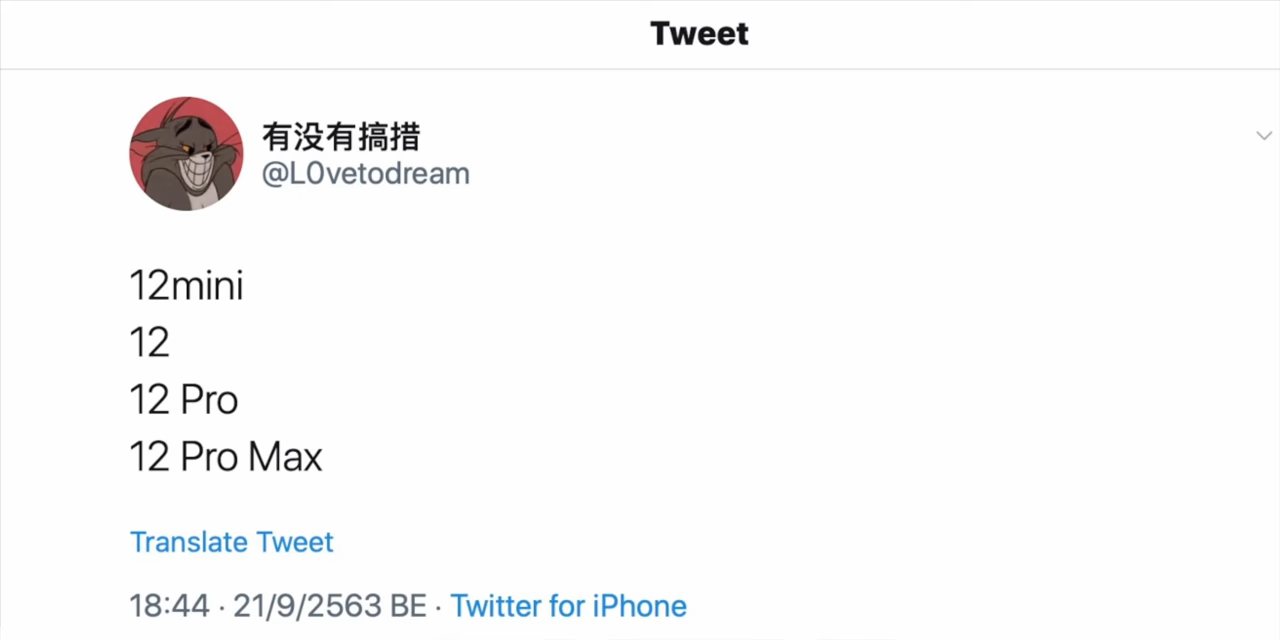 Tweet
有没有搞措
@L0vetodream
12mini
12
12 Pro
12 Pro Max
Translate Tweet
18:44 · 21/9/2563 BE · Twitter for iPhone